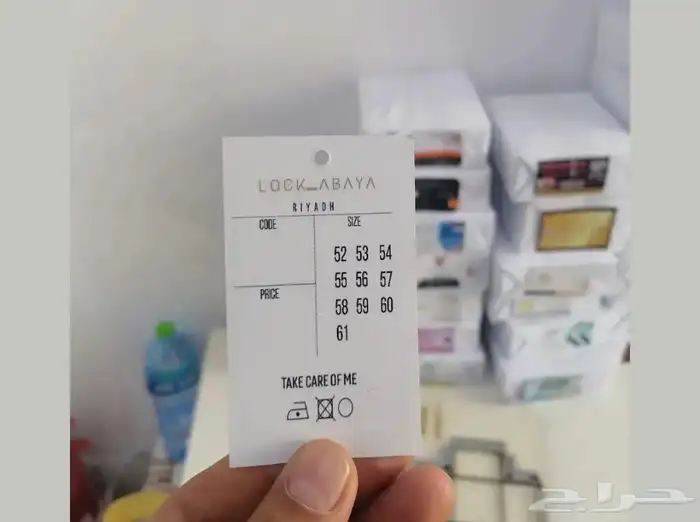 LOCK_ABAYA
RIYADH
CODE
SIZE
52 53 54
55 56 57
58 59 60
61
PRICE
TAKE CARE OF ME
حراج